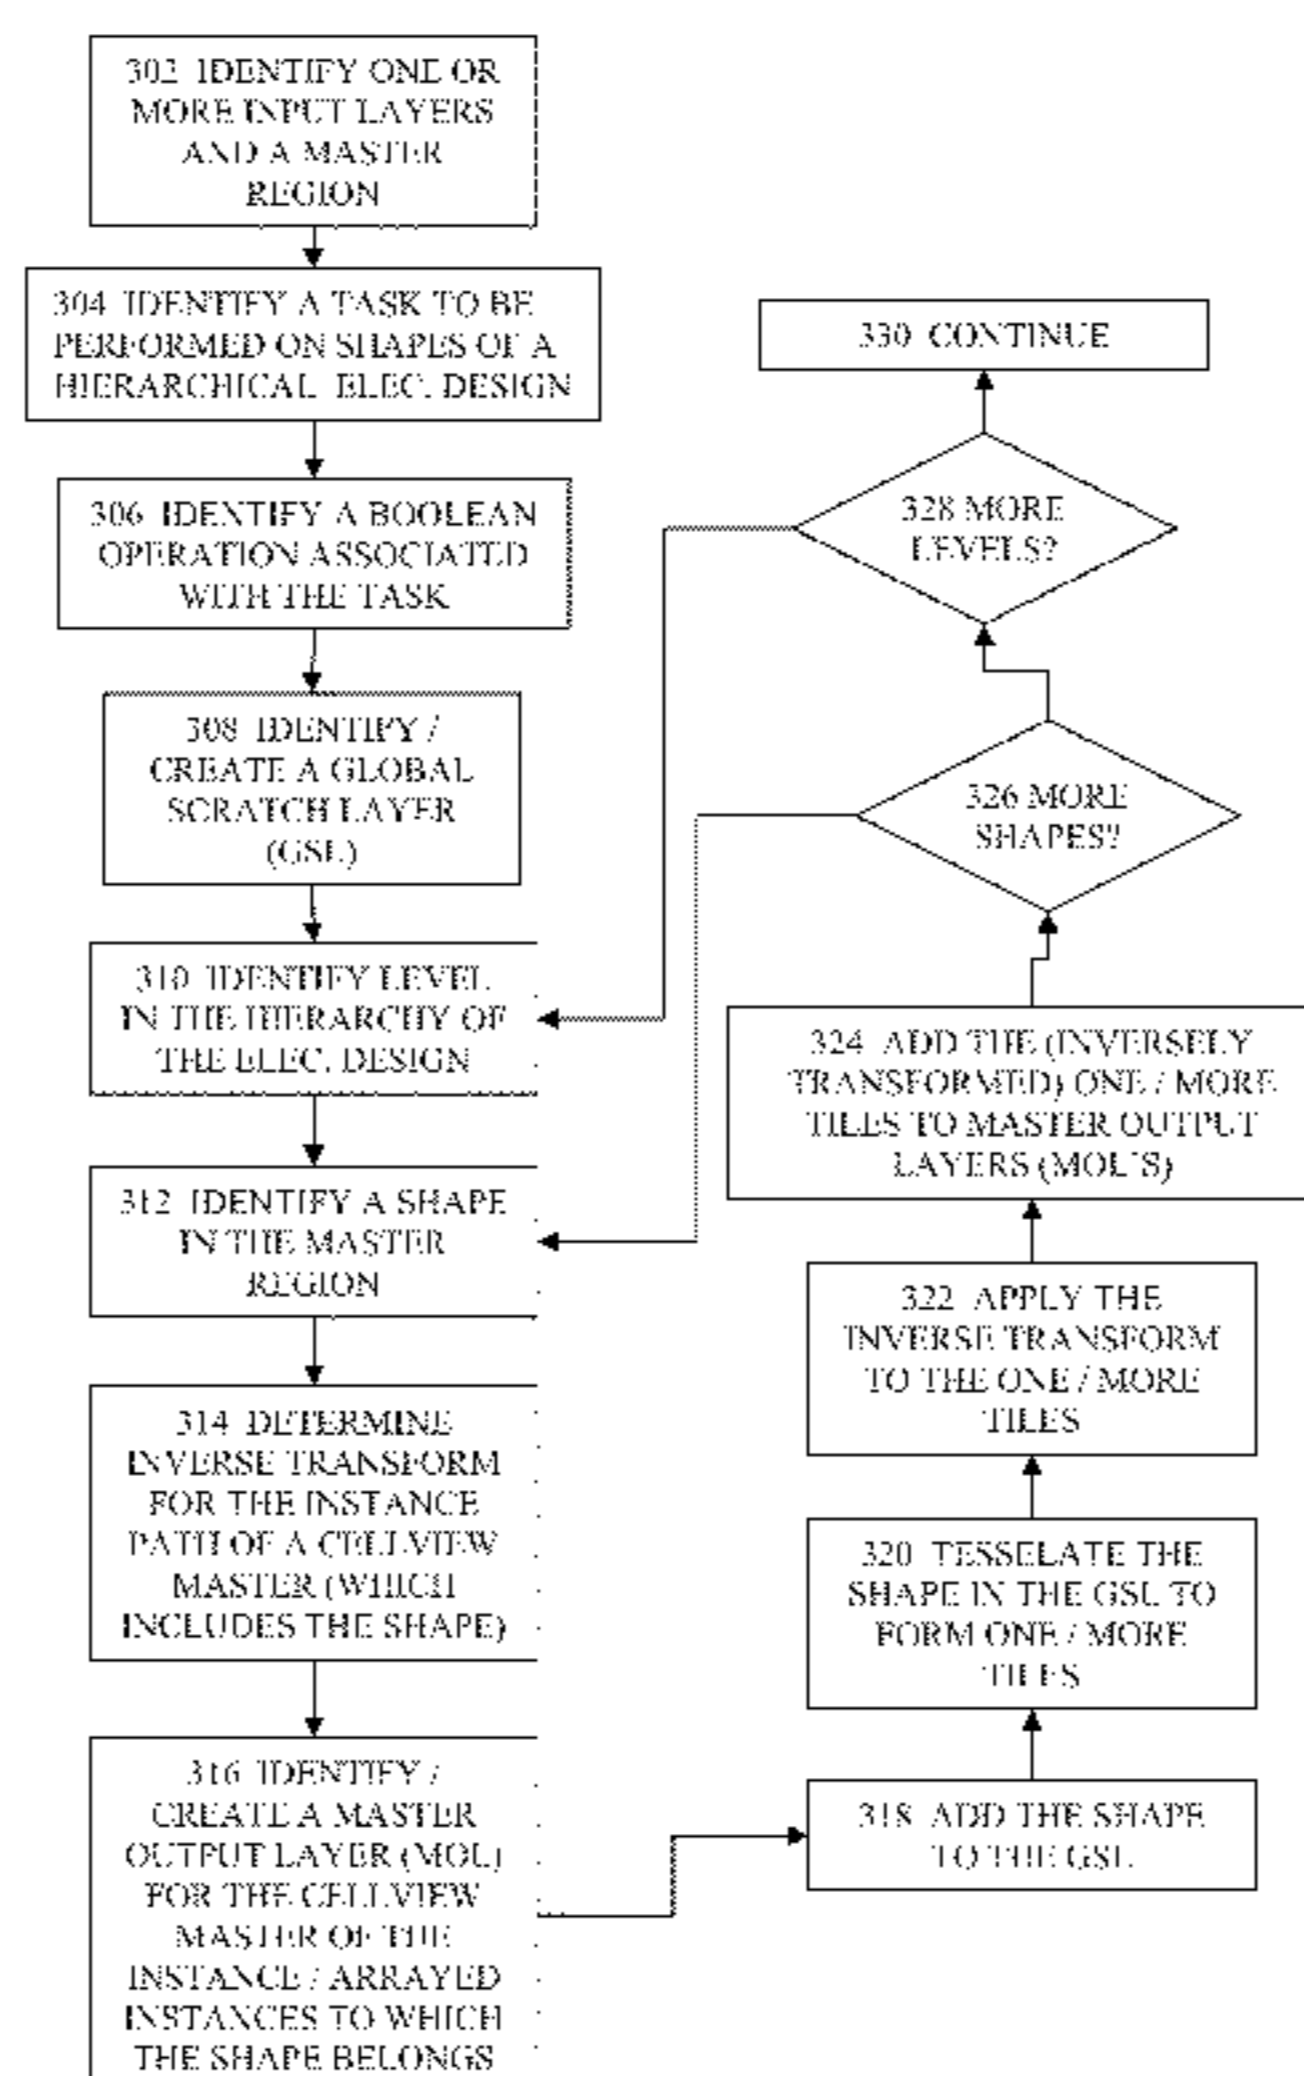 302 IDENTIFY ONE OR
MORE INPUT LAYERS
AND A MASTER
REGION
304 IDENTIFY A TASK TO BE
PERFORMED ON SHAPES OF A
HIERARCHICAL ELEC. DESIGN
306 IDENTIFY A BOOLEAN
OPERATION ASSOCIATED
WITH THE TASK
308 IDENTIFY /
CREATE A GLOBAL
SCRATCH LAYER
(GSL)
310 IDENTIFY LEVEL
IN THE HIERARCHY OF
THE ELEC. DESIGN
312 IDENTIFY A SHAPE
IN THE MASTER
REGION
314 DETERMINE
INVERSE TRANSFORM
FOR THE INSTANCE
PATH OF A CELLVIEW
MASTER (WHICH
INCLUDES THE SHAPE)
316 IDENTIFY /
CREATE A MASTER
OUTPUT LAYER (MOL)
FOR THE CELLVIEW
MASTER OF THE
INSTANCE / ARRAYED
INSTANCES TO WHICH
THE SHAPE BELONGS
318 ADD THE SHAPE
TO THE GSL
320 TESSELATE THE
SHAPE IN THE GSL TO
FORM ONE / MORE
TILES
322 APPLY THE
INVERSE TRANSFORM
TO THE ONE / MORE
TILES
324 ADD THE (INVERSELY
TRANSFORMED) ONE / MORE
TILES TO MASTER OUTPUT
LAYERS (MOL'S)
326 MORE
SHAPES?
328 MORE
LEVELS?
330 CONTINUE